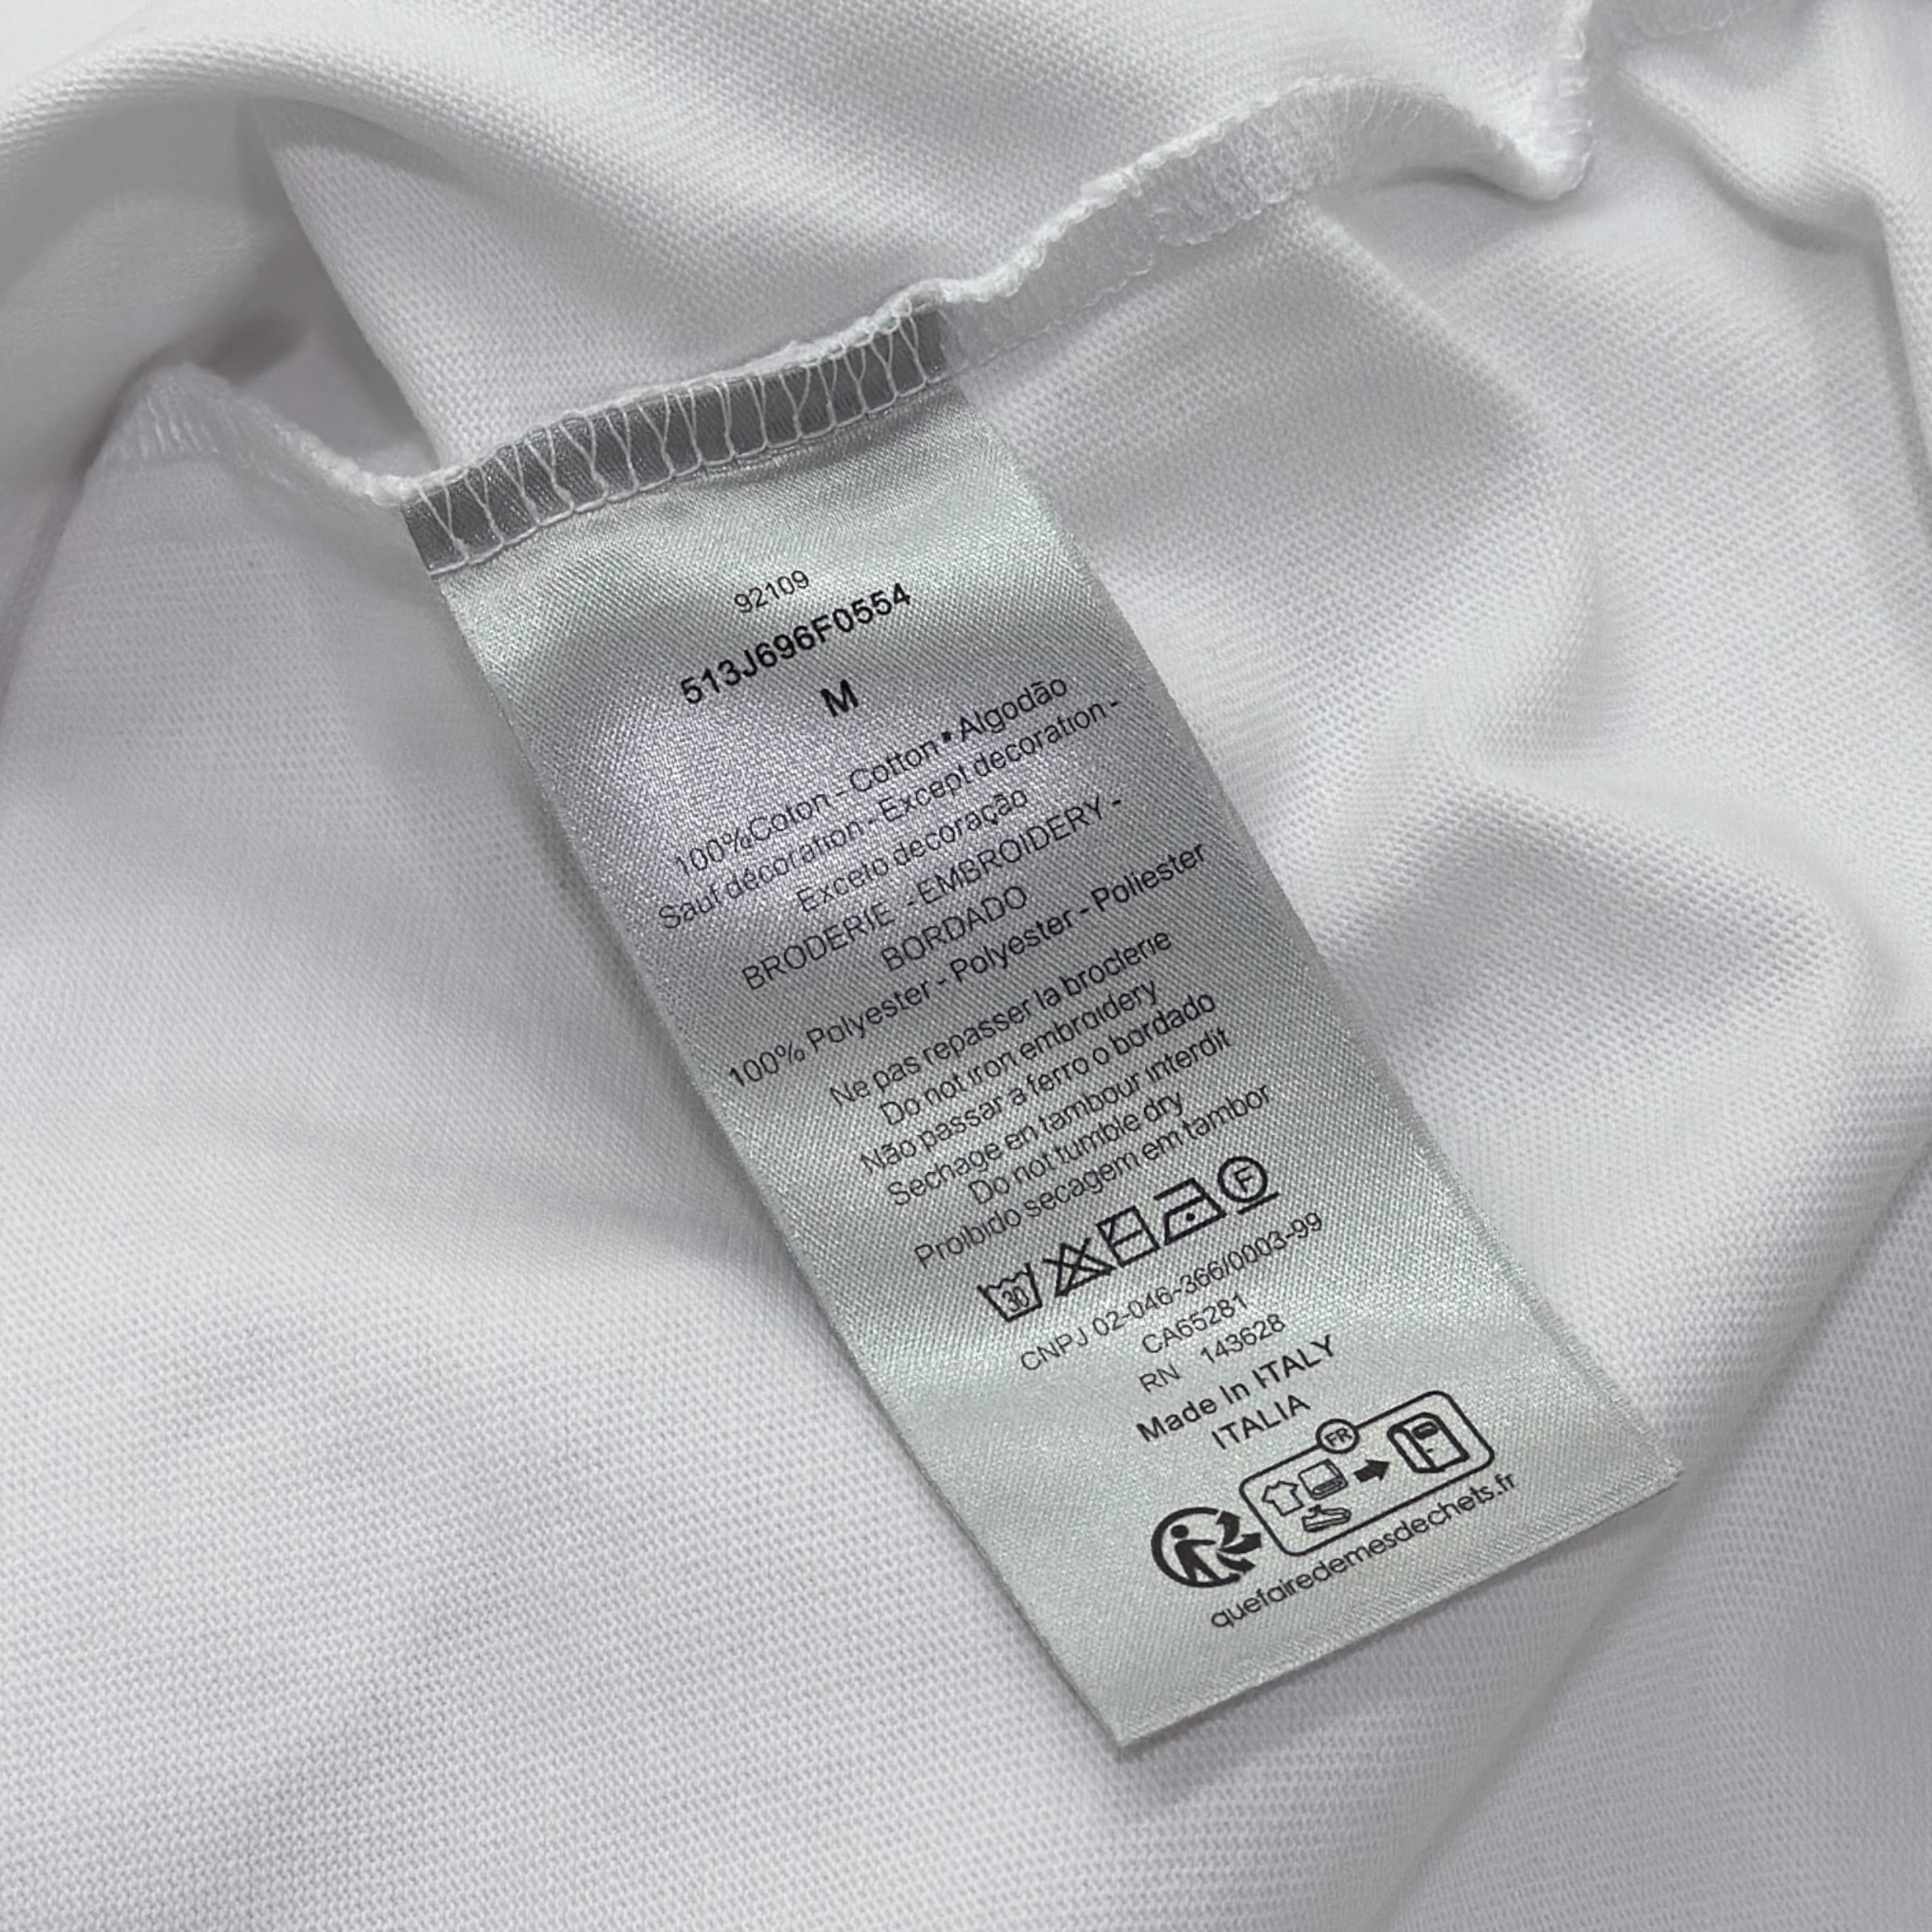 92109
513J696F0554
M
100%Coton - Cotton • Algodão
Sauf décoration - Except decoration -
Exceto decoração
BRODERIE - EMBROIDERY -
BORDADO
100% Polyester - Polyester - Poliester
Ne pas repasser la broclerie
Do not iron embroidery
Não passar a ferro o bordado
Sechage en tambour interdit
Do not tumble dry
Proibido secagem em tambor
30 F
CNPJ 02-046-366/0003-99
CA65281
RN 143628
Made In ITALY
ITALIA
FR
quefairedemesdechets.fr